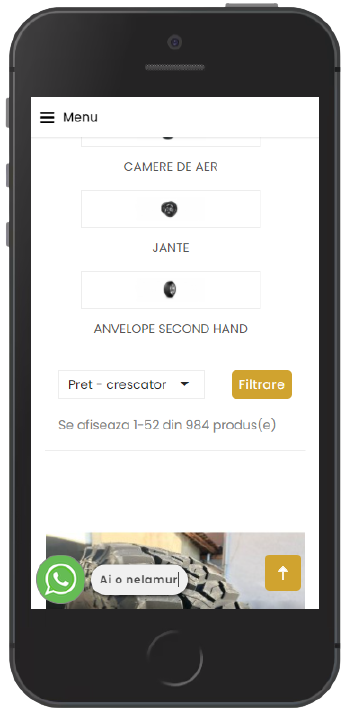 Menu
CAMERE DE AER
JANTE
ANVELOPE SECOND HAND
Pret - crescator
Filtrare
Se afiseaza 1-52 din 984 produs(e)
Ai o nelamur